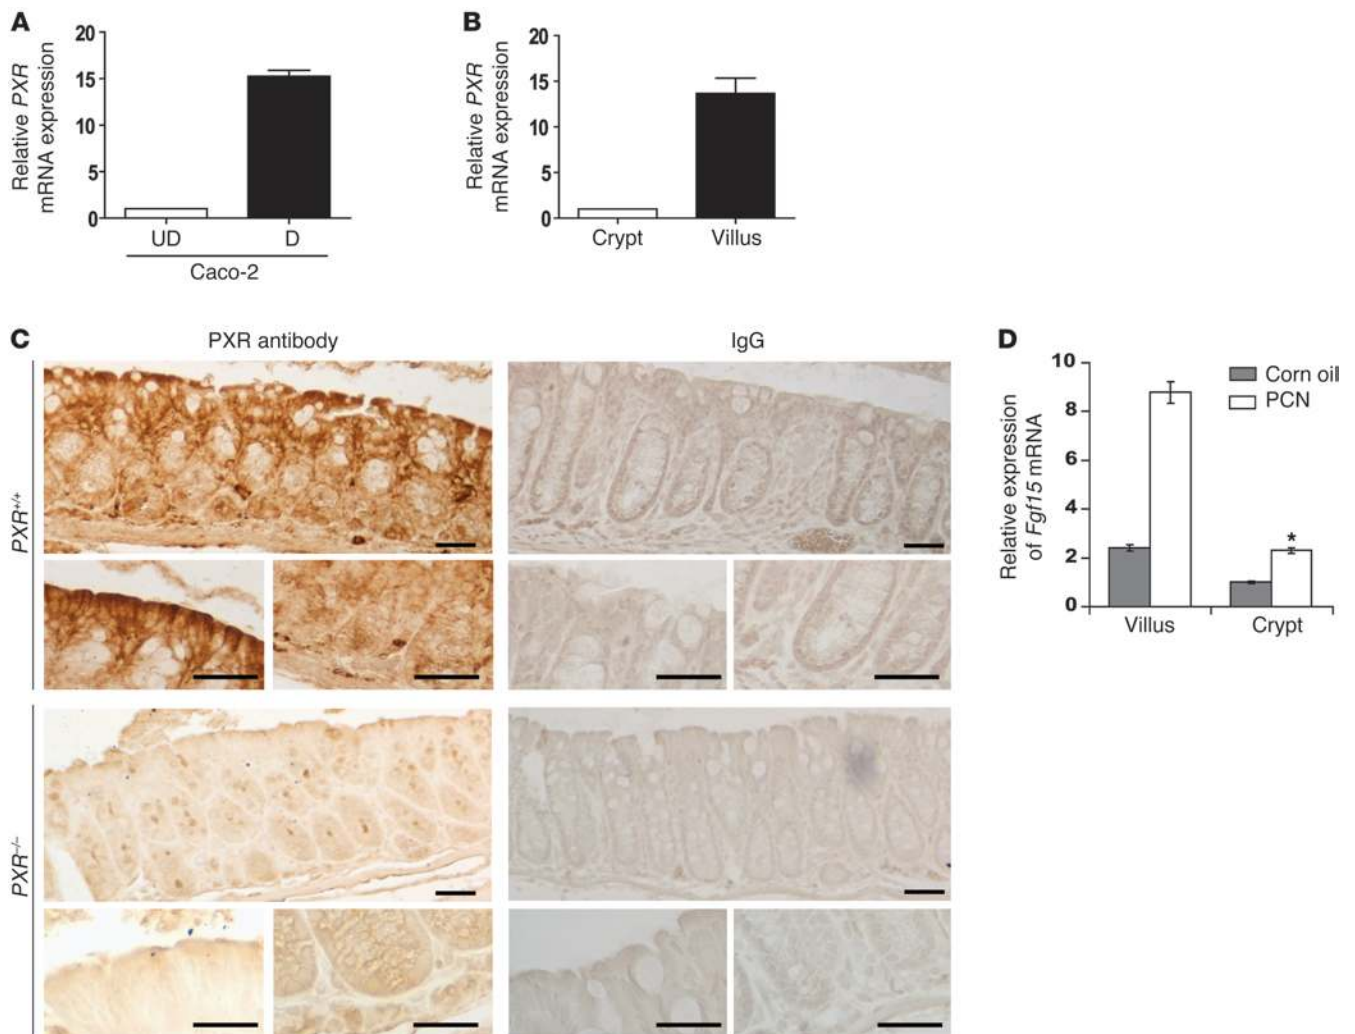 A
Relative PXR
mRNA expression
20
15
10
5
0
UD
D
Caco-2
B
Relative PXR
mRNA expression
20
15
10
5
0
Crypt
Villus
C
PXR antibody
IgG
PXR+/+
PXR–/–
D
Relative expression
of Fgf15 mRNA
10
8
6
4
2
0
Corn oil
PCN
*
Villus
Crypt